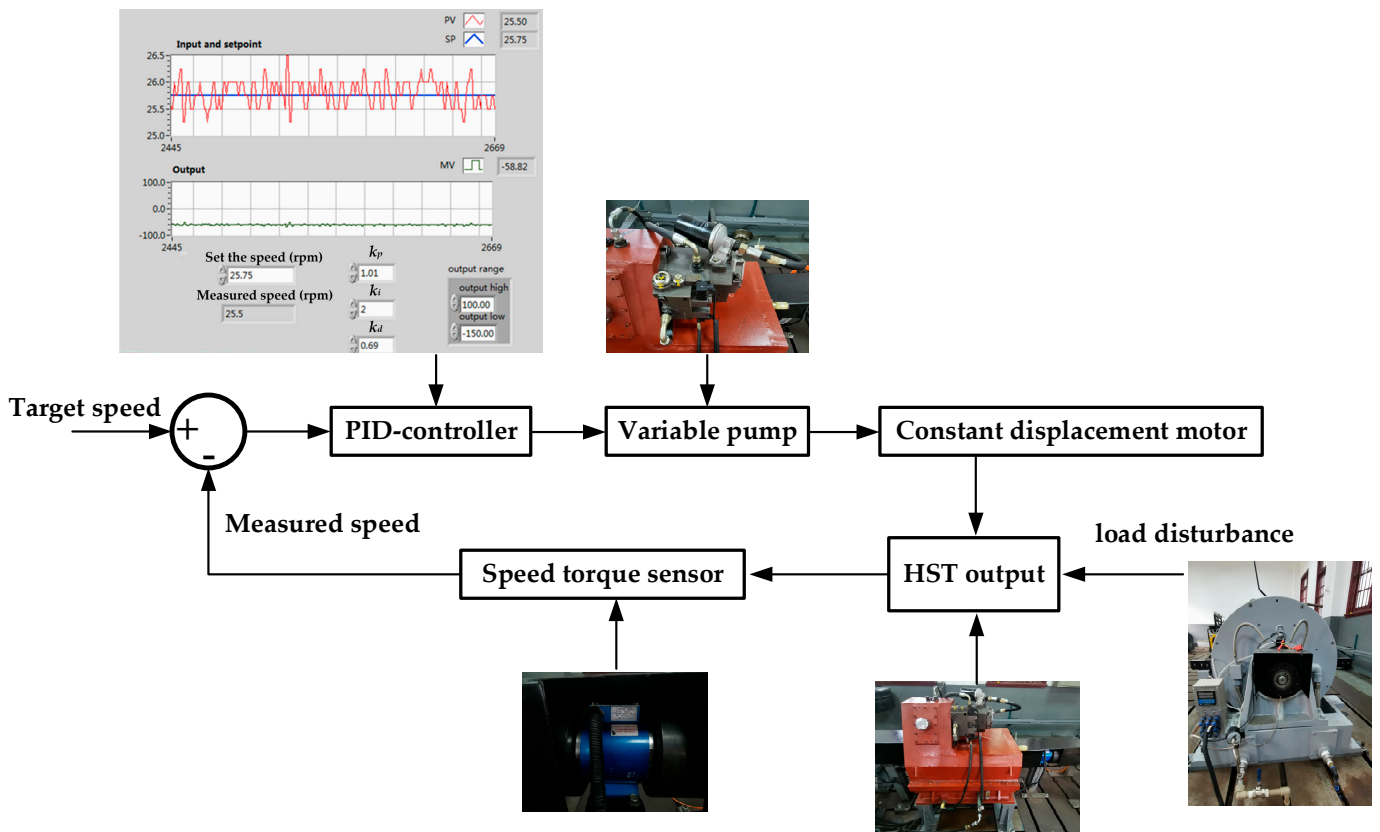 PV 25.50
SP 25.75
Input and setpoint
26.5
26.0
25.5
25.0
2445 2669
MV -58.82
Output
100.0
0.0
-100.0
2445 2669
Set the speed (rpm)
25.75
Measured speed (rpm)
25.5
kp
1.01
ki
2
kd
0.69
output range
output high
100.00
output low
-150.00
Target speed
+
-
PID-controller
Variable pump
Constant displacement motor
Measured speed
Speed torque sensor
HST output
load disturbance